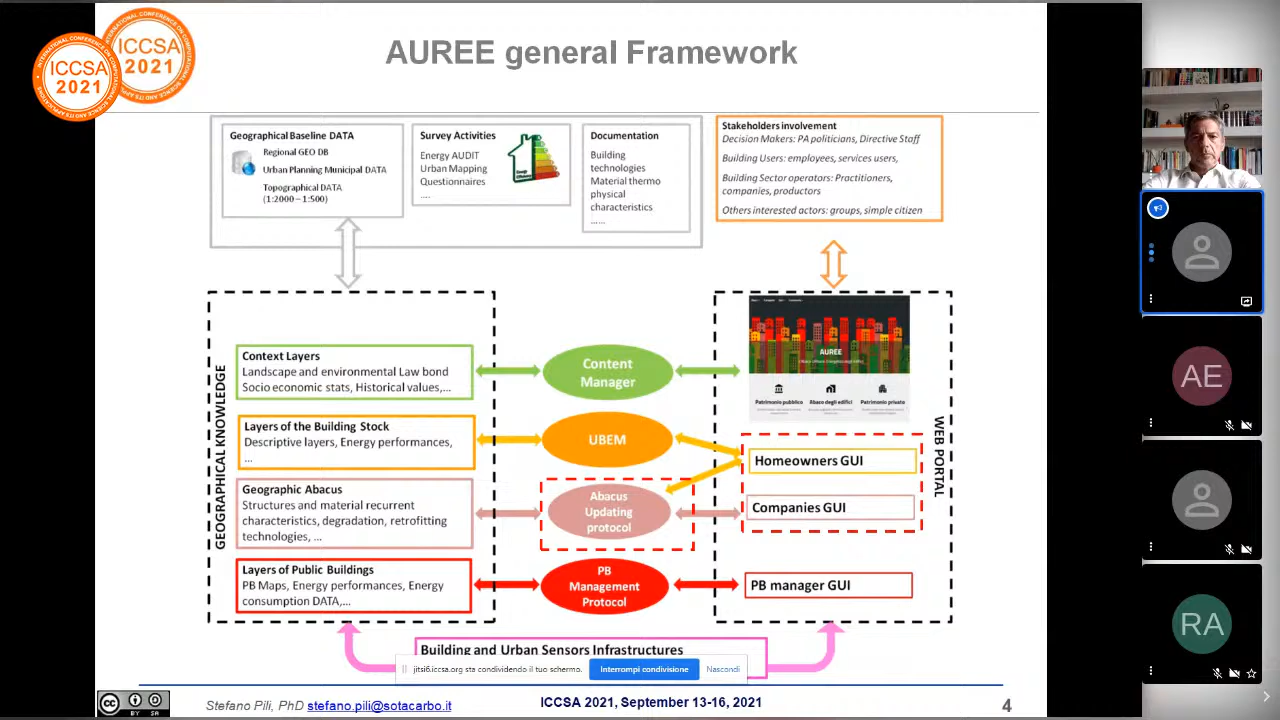 AUREE general Framework
ICCSA
2021
ICCSA
2021
Geographical Baseline DATA
Regional GEO DB
Urban Planning Municipal DATA
Topographical DATA
(1:2000 – 1:500)
Survey Activities
Energy AUDIT
Urban Mapping
Questionnaires
....
Documentation
Building
technologies
Material thermo
physical
characteristics
......
Stakeholders involvement
Decision Makers: PA politicians, Directive Staff
Building Users: employees, services users,
Building Sector operators: Practitioners,
companies, productors
Others interested actors: groups, simple citizen
GEOGRAPHICAL KNOWLEDGE
Context Layers
Landscape and environmental Law bond
Socio economic stats, Historical values,...
Layers of the Building Stock
Descriptive layers, Energy performances,
...
Geographic Abacus
Structures and material recurrent
characteristics, degradation, retrofitting
technologies, ...
Layers of Public Buildings
PB Maps, Energy performances, Energy
consumption DATA,...
Content
Manager
UBEM
Abacus
Updating
protocol
PB
Management
Protocol
AUREE
Patrimonio pubblico
Abaco degli edifici
Patrimonio privato
WEB PORTAL
Homeowners GUI
Companies GUI
PB manager GUI
Building and Urban Sensors Infrastructures
jitsi6.iccsa.org sta condividendo il tuo schermo.
Interrompi condivisione
Nascondi
CC
BY SA
Stefano Pili, PhD stefano.pili@sotacarbo.it
ICCSA 2021, September 13-16, 2021
4
AE
RA